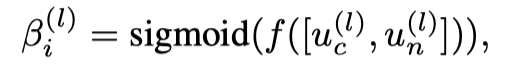 β_i^{(l)} = sigmoid(f([u_c^{(l)}, u_n^{(l)}])),